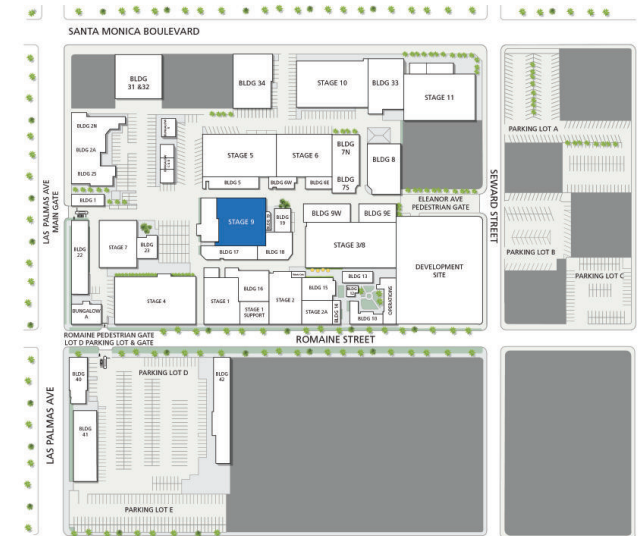 SANTA MONICA BOULEVARD
BLDG
31 &32
BLDG 34
STAGE 10
BLDG 33
STAGE 11
PARKING LOT A
BLDG 2N
BLDG 2A
BLDG 2S
STAGE 5
STAGE 6
BLDG
7N
BLDG
7S
BLDG 8
BLDG 5
BLDG 6W
BLDG 6E
LAS PALMAS AVE
MAIN GATE
BLDG 1
ELEANOR AVE
PEDESTRIAN GATE
SEWARD STREET
STAGE 9
BLDG
19
BLDG 9W
BLDG 9E
BLDG
22
STAGE 7
BLDG
23
BLDG 17
BLDG 18
STAGE 3/8
DEVELOPMENT
SITE
PARKING LOT B
PARKING LOT C
BUNGALOW
A
STAGE 4
STAGE 1
BLDG 16
STAGE 1
SUPPORT
STAGE 2
BLDG 15
STAGE 2A
BLDG 14
BLDG 13
BLDG
12
BLDG 10
OPERATIONS
ROMAINE PEDESTRIAN GATE
LOT D PARKING LOT & GATE
ROMAINE STREET
LAS PALMAS AVE
BLDG
40
BLDG
41
PARKING LOT D
BLDG
42
PARKING LOT E